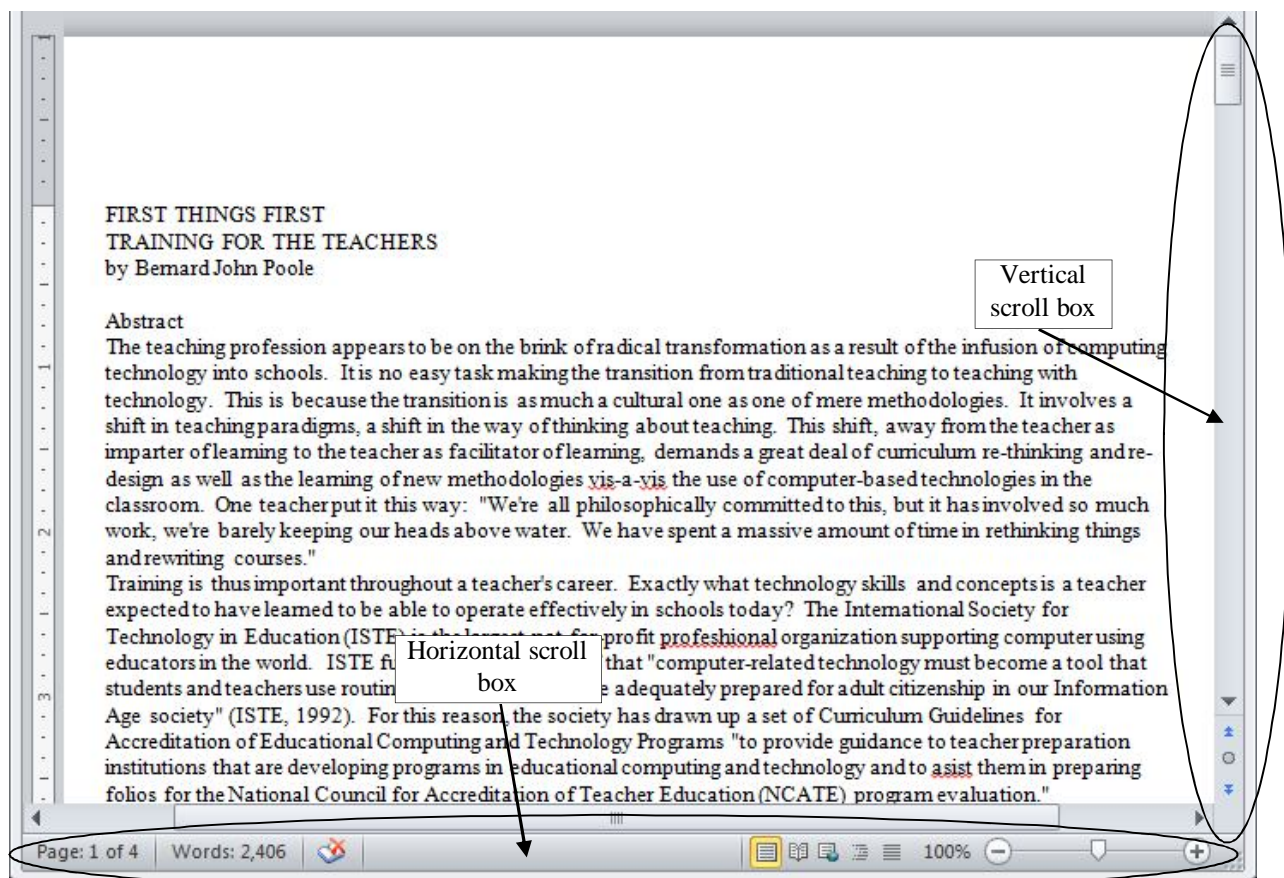 FIRST THINGS FIRST
TRAINING FOR THE TEACHERS
by Bernard John Poole
Vertical
scroll box
Abstract
The teaching profession appears to be on the brink of radical transformation as a result of the infusion of computing
technology into schools.  It is no easy task making the transition from traditional teaching to teaching with
technology.  This is because the transition is as much a cultural one as one of mere methodologies.  It involves a
shift in teaching paradigms, a shift in the way of thinking about teaching.  This shift, away from the teacher as
imparter of learning to the teacher as facilitator of learning, demands a great deal of curriculum re-thinking and re-
design as well as the learning of new methodologies vis-a-vis the use of computer-based technologies in the
classroom.  One teacher put it this way:  "We're all philosophically committed to this, but it has involved so much
work, we're barely keeping our heads above water.  We have spent a massive amount of time in rethinking things
and rewriting courses."
Training is thus important throughout a teacher's career.  Exactly what technology skills and concepts is a teacher
expected to have learned to be able to operate effectively in schools today?  The International Society for
Technology in Education (ISTE) is the largest not-for-profit profeshional organization supporting computer using
educators in the world.  ISTE fu that "computer-related technology must become a tool that
Horizontal scroll
box
students and teachers use routin e adequately prepared for adult citizenship in our Information
Age society" (ISTE, 1992).  For this reason, the society has drawn up a set of Curriculum Guidelines for
Accreditation of Educational Computing and Technology Programs "to provide guidance to teacher preparation
institutions that are developing programs in educational computing and technology and to asist them in preparing
folios for the National Council for Accreditation of Teacher Education (NCATE) program evaluation."
1
2
3
Page: 1 of 4
Words: 2,406
100%